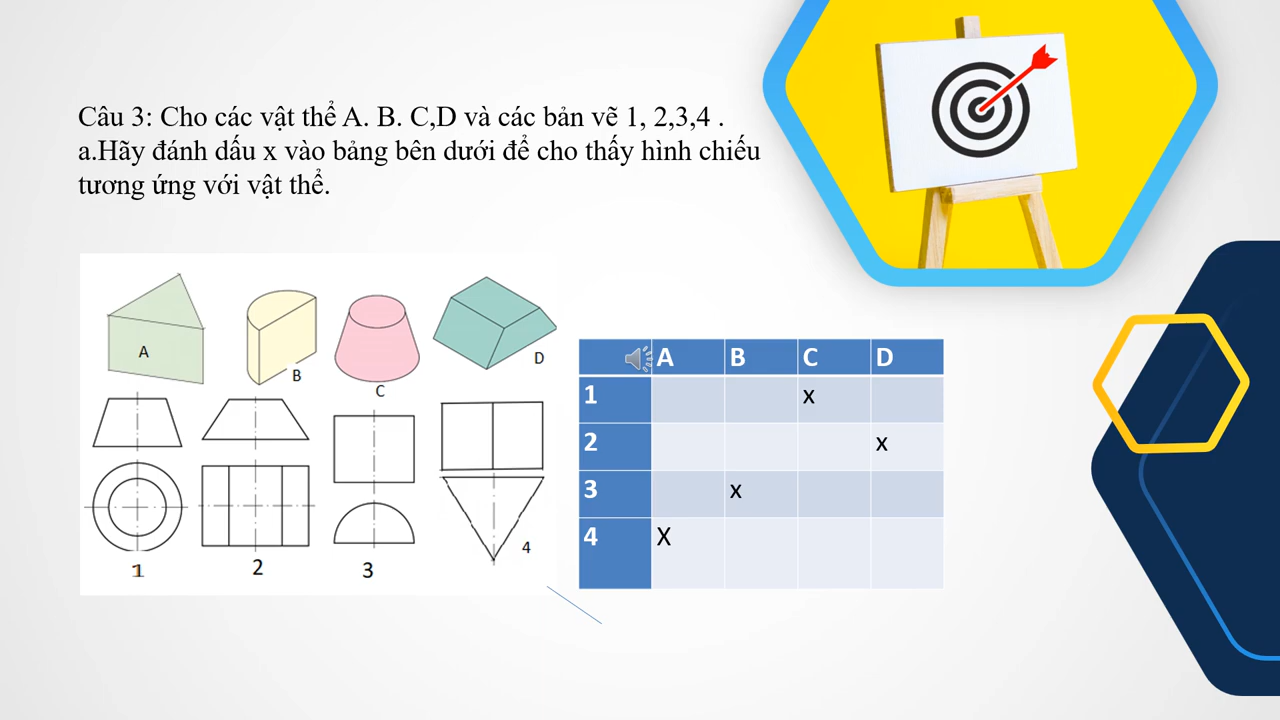 Câu 3: Cho các vật thể A. B. C,D và các bản vẽ 1, 2,3,4 .
a.Hãy đánh dấu x vào bảng bên dưới để cho thấy hình chiếu
tương ứng với vật thể.
A
B
C
D
1
2
3
4
A B C D
1 x
2 x
3 x
4 X